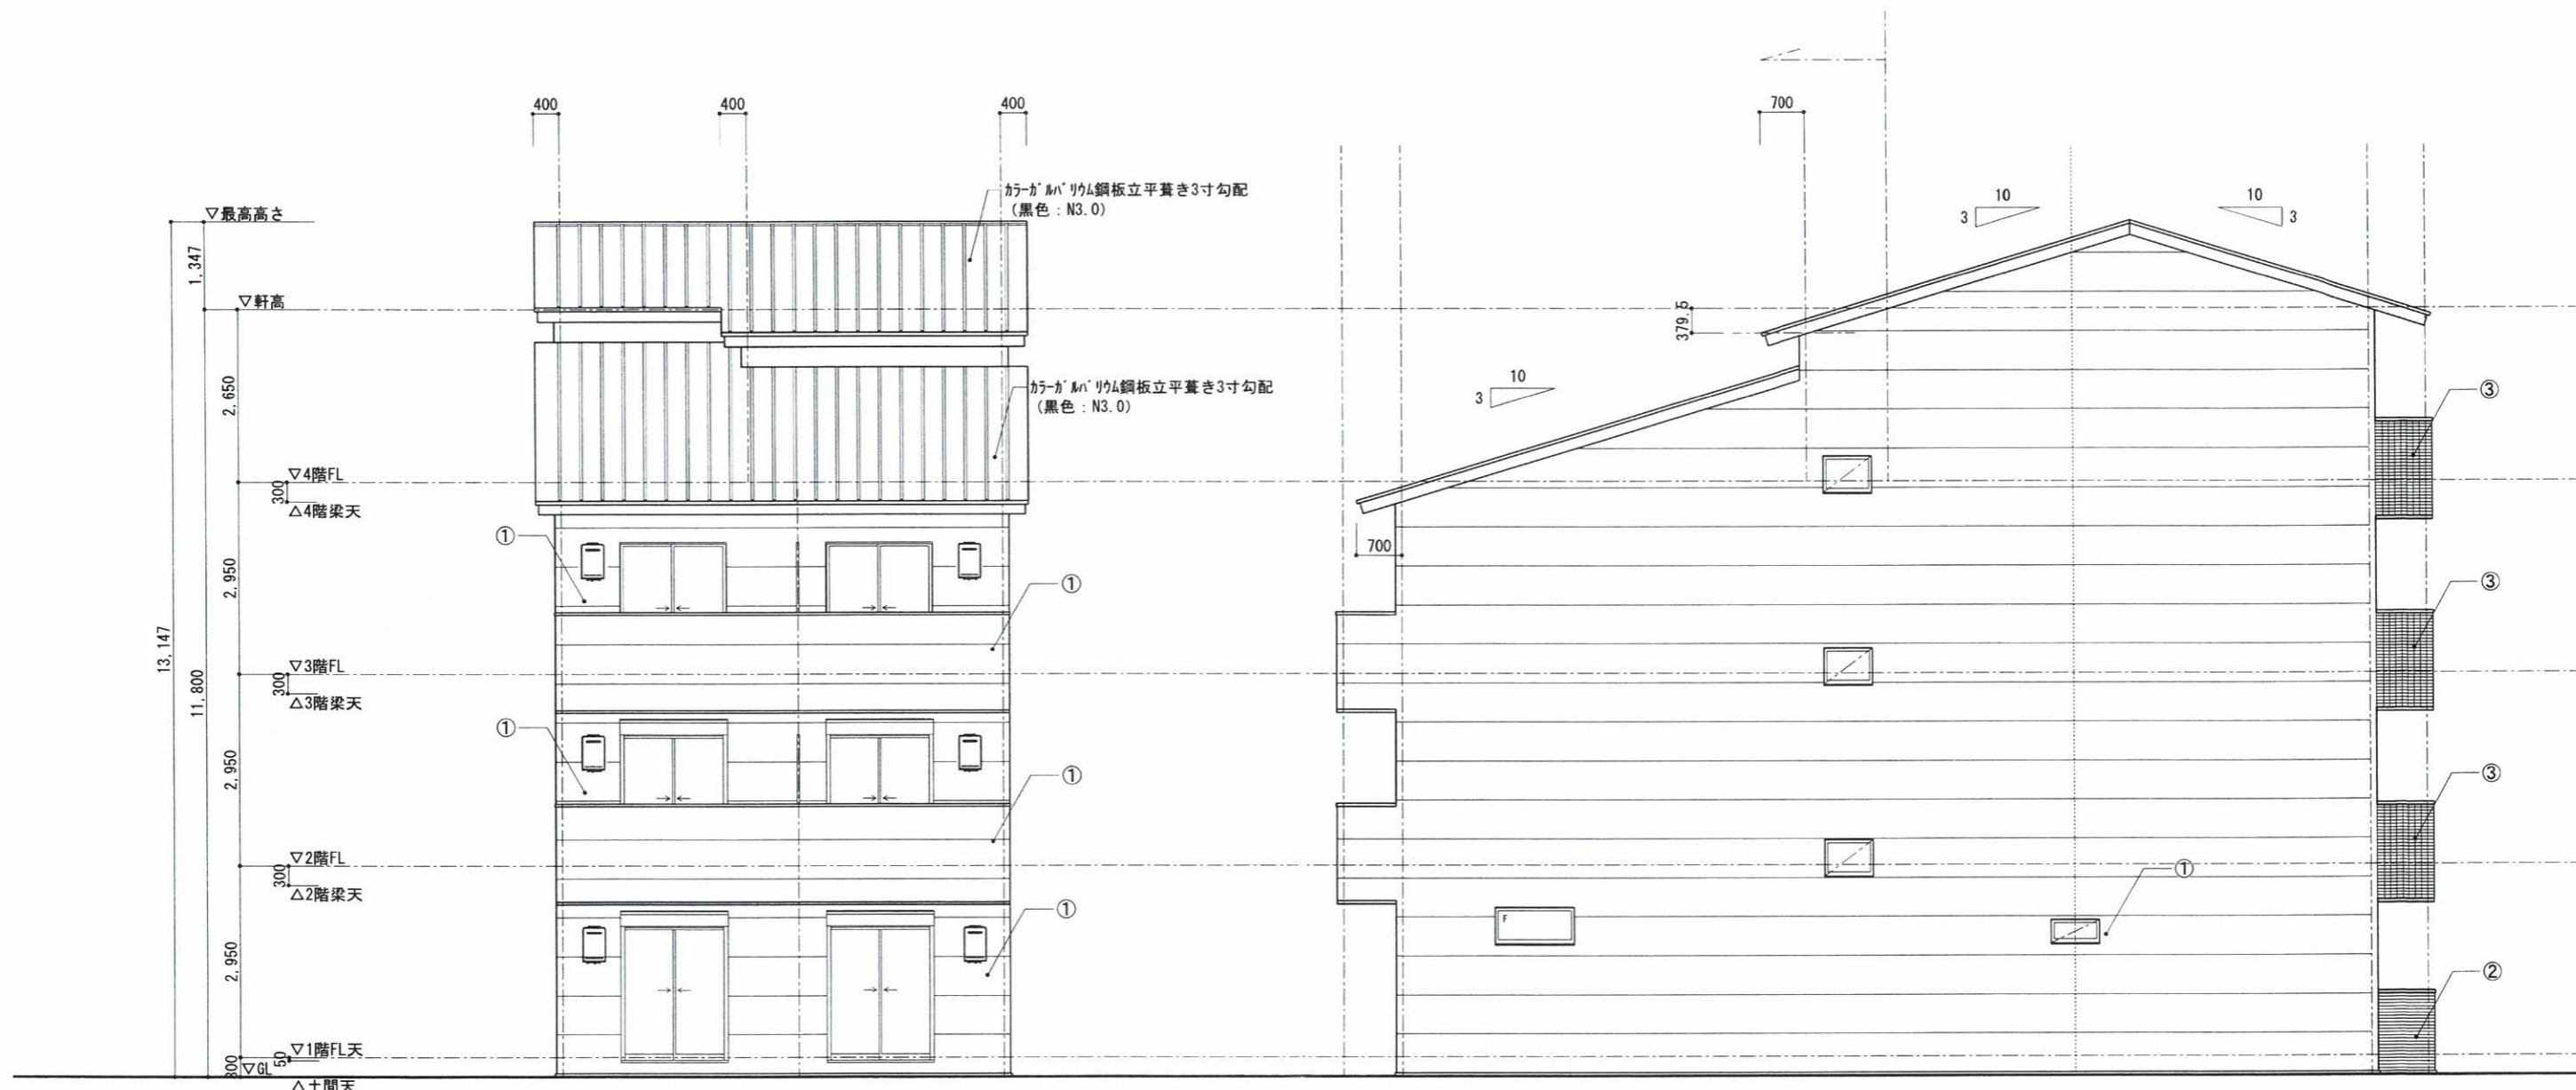 400
400
400
700
カラーガルバリウム鋼板立平葺き3寸勾配
(黒色：N3.0)
10
3
10
3
▽最高高さ
1,347
▽軒高
379.5
2,650
カラーガルバリウム鋼板立平葺き3寸勾配
(黒色：N3.0)
10
3
③
▽4階FL
300
△4階梁天
①
700
2,950
①
③
13,147
11,800
▽3階FL
300
△3階梁天
①
2,950
①
③
▽2階FL
300
△2階梁天
①
①
F
2,950
②
▽1階FL天
50
300
▽GL
△土間天